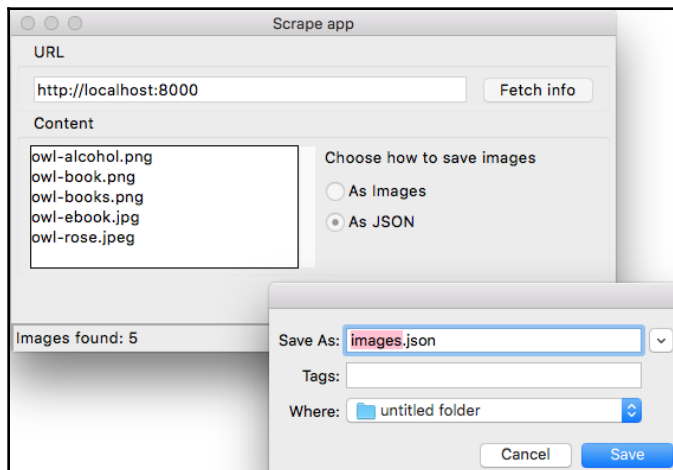 Scrape app
URL
http://localhost:8000
Fetch info
Content
owl-alcohol.png
owl-book.png
owl-books.png
owl-ebook.jpg
owl-rose.jpeg
Choose how to save images
As Images
As JSON
Images found: 5
Save As: images.json
Tags:
Where: untitled folder
Cancel Save